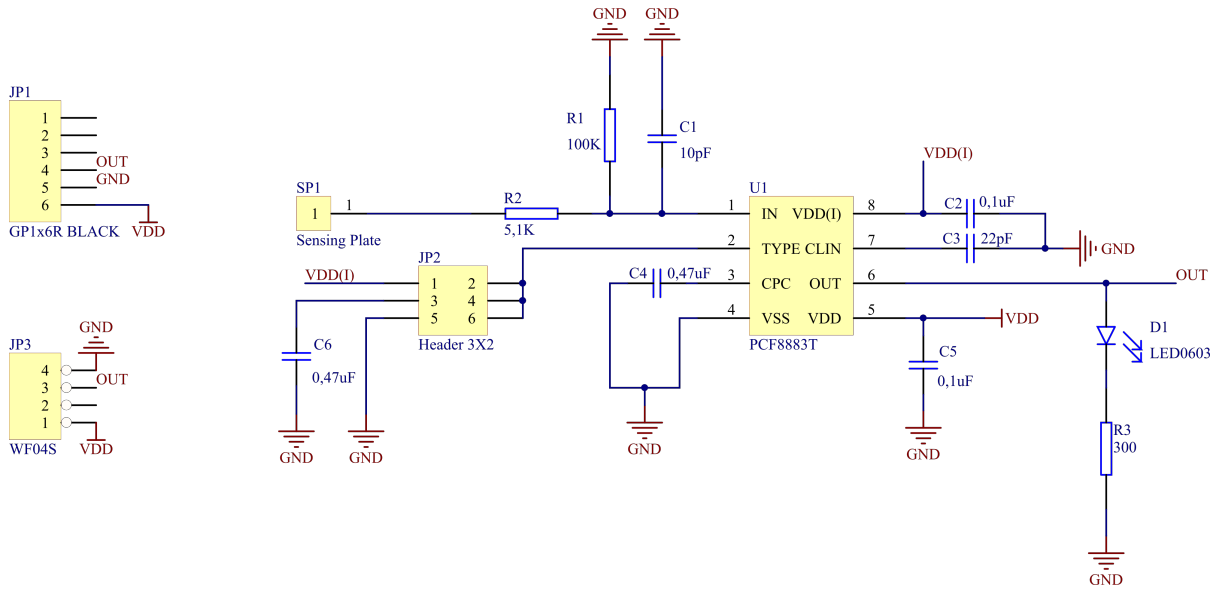 GND GND
JP1
1
2
3
4 OUT
5 GND
6
GP1x6R BLACK VDD
R1
100K
C1
10pF
SP1
1 1
Sensing Plate
R2
5,1K
U1
1 IN VDD(I) 8
2 TYPE CLIN 7
3 CPC OUT 6
4 VSS VDD 5
PCF8883T
VDD(I)
C2 0,1uF
C3 22pF
GND
OUT
VDD
C5
0,1uF
GND
D1
LED0603
R3
300
GND
C4 0,47uF
GND
JP2
VDD(I)
1 2
3 4
5 6
Header 3X2
C6
0,47uF
GND GND
GND
JP3
4
3 OUT
2
1
WF04S VDD